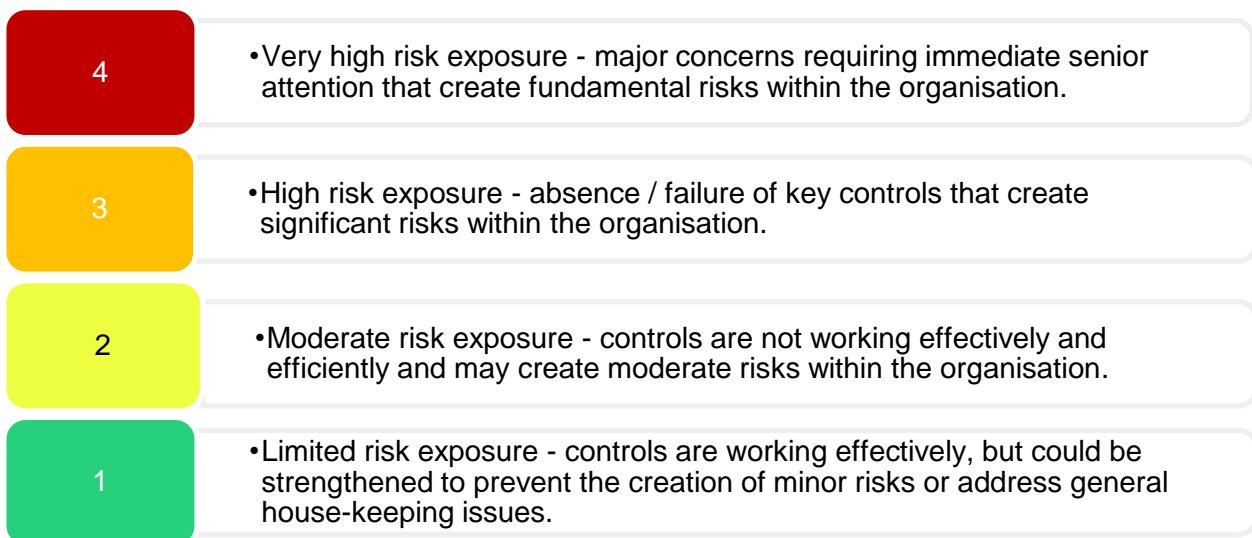 4
•Very high risk exposure - major concerns requiring immediate senior
attention that create fundamental risks within the organisation.
3
•High risk exposure - absence / failure of key controls that create
significant risks within the organisation.
2
•Moderate risk exposure - controls are not working effectively and
efficiently and may create moderate risks within the organisation.
1
•Limited risk exposure - controls are working effectively, but could be
strengthened to prevent the creation of minor risks or address general
house-keeping issues.